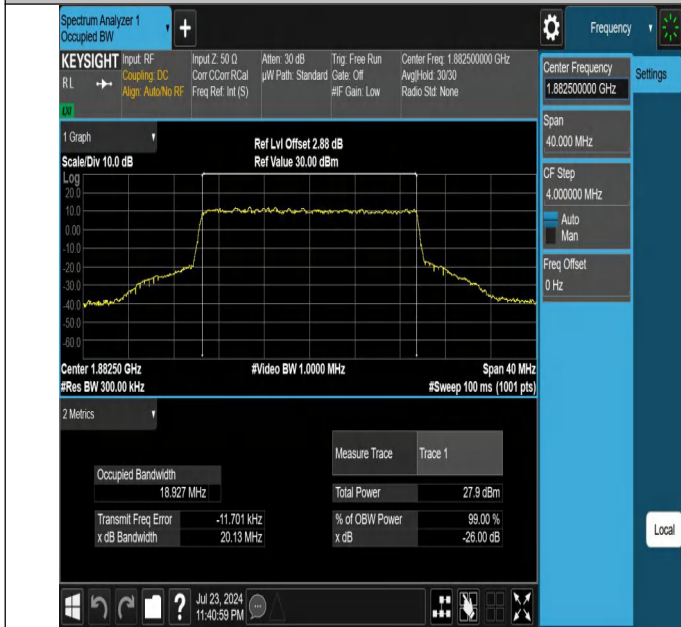 Spectrum Analyzer 1
Occupied BW
+
Frequency
KEYSIGHT
RL
LXI
Input: RF
Coupling: DC
Align: Auto/No RF
Input Z: 50 Ω
Corr CCorr RCal
Freq Ref: Int (S)
Atten: 30 dB
µW Path: Standard
Trig: Free Run
Gate: Off
#IF Gain: Low
Center Freq: 1.882500000 GHz
Avg|Hold: 30/30
Radio Std: None
1 Graph
Scale/Div 10.0 dB
Ref Lvl Offset 2.88 dB
Ref Value 30.00 dBm
Log
20.0
10.0
0.00
-10.0
-20.0
-30.0
-40.0
-50.0
-60.0
Center 1.88250 GHz
#Video BW 1.0000 MHz
Span 40 MHz
#Res BW 300.00 kHz
#Sweep 100 ms (1001 pts)
2 Metrics
Measure Trace Trace 1
Occupied Bandwidth
18.927 MHz
Total Power 27.9 dBm
Transmit Freq Error -11.701 kHz
% of OBW Power 99.00 %
x dB Bandwidth 20.13 MHz
x dB -26.00 dB
Center Frequency
1.882500000 GHz
Settings
Span
40.000 MHz
CF Step
4.000000 MHz
Auto
Man
Freq Offset
0 Hz
Local
?
Jul 23, 2024
11:40:59 PM